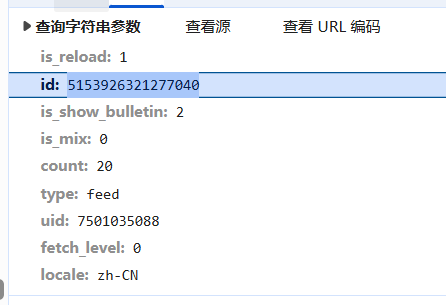 查询字符串参数 查看源 查看 URL 编码
is_reload: 1
id: 5153926321277040
is_show_bulletin: 2
is_mix: 0
count: 20
type: feed
uid: 7501035088
fetch_level: 0
locale: zh-CN